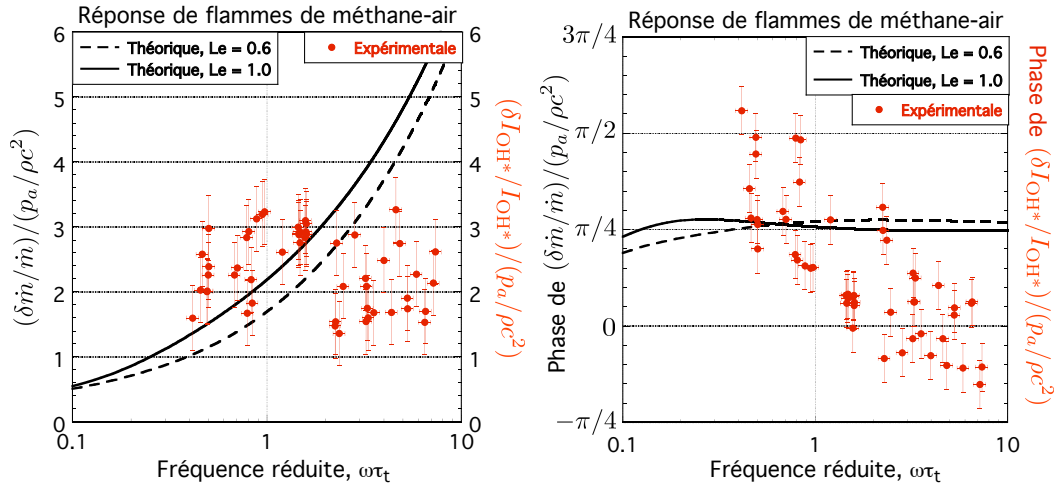 Réponse de flammes de méthane-air
6
5
4
3
2
1
0
Théorique, Le = 0.6
Théorique, Le = 1.0
Expérimentale
6
5
4
3
2
1
0
(δṁ/ṁ)/(pₐ/ρc²)
(δI_OH*/I_OH*)/(pₐ/ρc²)
0.1
1
10
Fréquence réduite, ωτₜ
Réponse de flammes de méthane-air
3π/4
π/2
π/4
0
−π/4
Théorique, Le = 0.6
Théorique, Le = 1.0
Expérimentale
Phase de (δṁ/ṁ)/(pₐ/ρc²)
Phase de (δI_OH*/I_OH*)/(pₐ/ρc²)
0.1
1
10
Fréquence réduite, ωτₜ